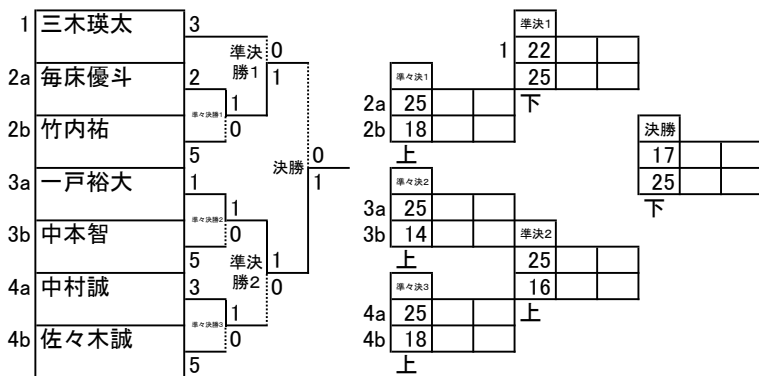 1 三木瑛太 3
2a 毎床優斗 2
2b 竹内祐 5
3a 一戸裕大 1
3b 中本智 5
4a 中村誠 3
4b 佐々木誠 5
準々決勝1 1 0
準々決勝2 1 0
準々決勝3 1 0
準決勝1 0 1
準決勝2 1 0
決勝 0 1
準々決1
2a 25
2b 18
上
準々決2
3a 25
3b 14
上
準々決3
4a 25
4b 18
上
準決1
1 22
25
下
準決2
25
16
上
決勝
17
25
下